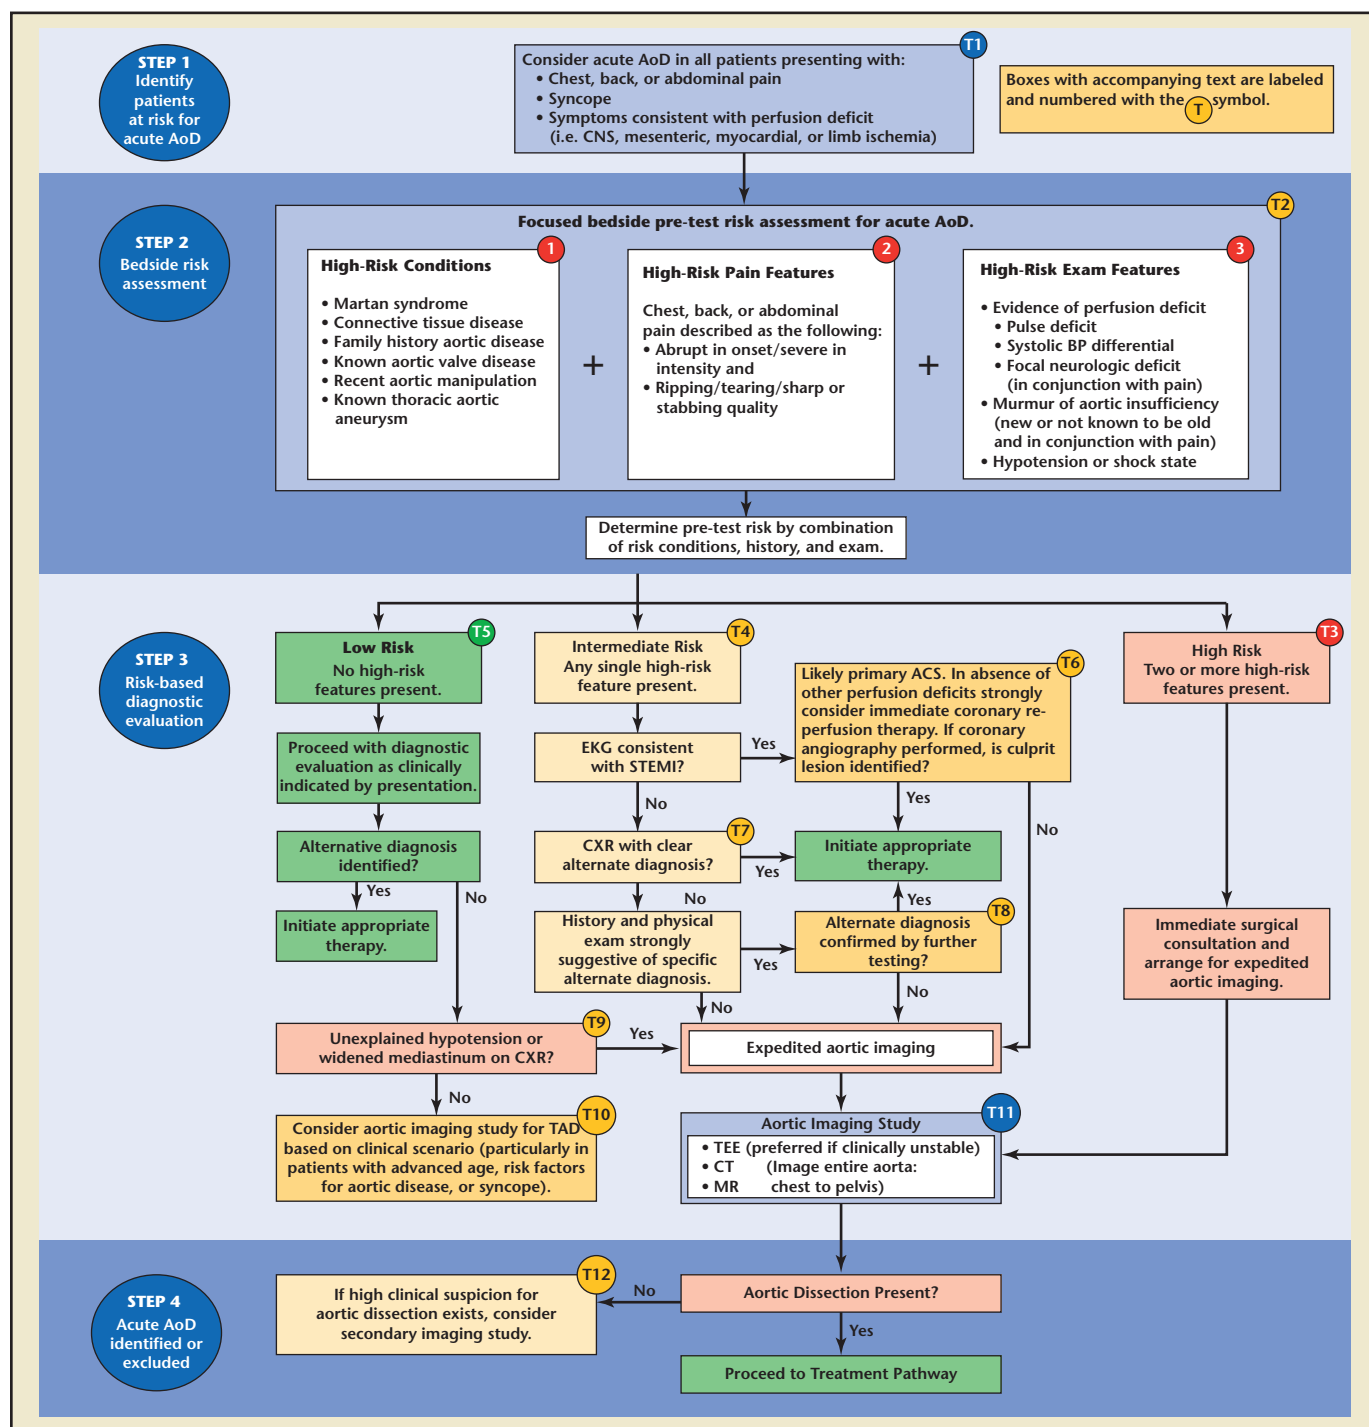 STEP 1
Identify
patients
at risk for
acute AoD
T1
Consider acute AoD in all patients presenting with:
• Chest, back, or abdominal pain
• Syncope
• Symptoms consistent with perfusion deficit
(i.e. CNS, mesenteric, myocardial, or limb ischemia)
Boxes with accompanying text are labeled
and numbered with the T symbol.
STEP 2
Bedside risk
assessment
T2
Focused bedside pre-test risk assessment for acute AoD.
1
High-Risk Conditions
• Martan syndrome
• Connective tissue disease
• Family history aortic disease
• Known aortic valve disease
• Recent aortic manipulation
• Known thoracic aortic
aneurysm
+
2
High-Risk Pain Features
Chest, back, or abdominal
pain described as the following:
• Abrupt in onset/severe in
intensity and
• Ripping/tearing/sharp or
stabbing quality
+
3
High-Risk Exam Features
• Evidence of perfusion deficit
• Pulse deficit
• Systolic BP differential
• Focal neurologic deficit
(in conjunction with pain)
• Murmur of aortic insufficiency
(new or not known to be old
and in conjunction with pain)
• Hypotension or shock state
Determine pre-test risk by combination
of risk conditions, history, and exam.
STEP 3
Risk-based
diagnostic
evaluation
T5
Low Risk
No high-risk
features present.
Proceed with diagnostic
evaluation as clinically
indicated by presentation.
Alternative diagnosis
identified?
Yes
No
Initiate appropriate
therapy.
T4
Intermediate Risk
Any single high-risk
feature present.
EKG consistent
with STEMI?
Yes
No
T6
Likely primary ACS. In absence of
other perfusion deficits strongly
consider immediate coronary re-
perfusion therapy. If coronary
angiography performed, is culprit
lesion identified?
Yes
No
T7
CXR with clear
alternate diagnosis?
Yes
No
Initiate appropriate
therapy.
History and physical
exam strongly
suggestive of specific
alternate diagnosis.
Yes
No
Yes
T8
Alternate diagnosis
confirmed by further
testing?
No
T3
High Risk
Two or more high-risk
features present.
Immediate surgical
consultation and
arrange for expedited
aortic imaging.
T9
Unexplained hypotension or
widened mediastinum on CXR?
Yes
No
Expedited aortic imaging
T10
Consider aortic imaging study for TAD
based on clinical scenario (particularly in
patients with advanced age, risk factors
for aortic disease, or syncope).
T11
Aortic Imaging Study
• TEE (preferred if clinically unstable)
• CT (Image entire aorta:
• MR chest to pelvis)
STEP 4
Acute AoD
identified or
excluded
T12
If high clinical suspicion for
aortic dissection exists, consider
secondary imaging study.
No
Aortic Dissection Present?
Yes
Proceed to Treatment Pathway